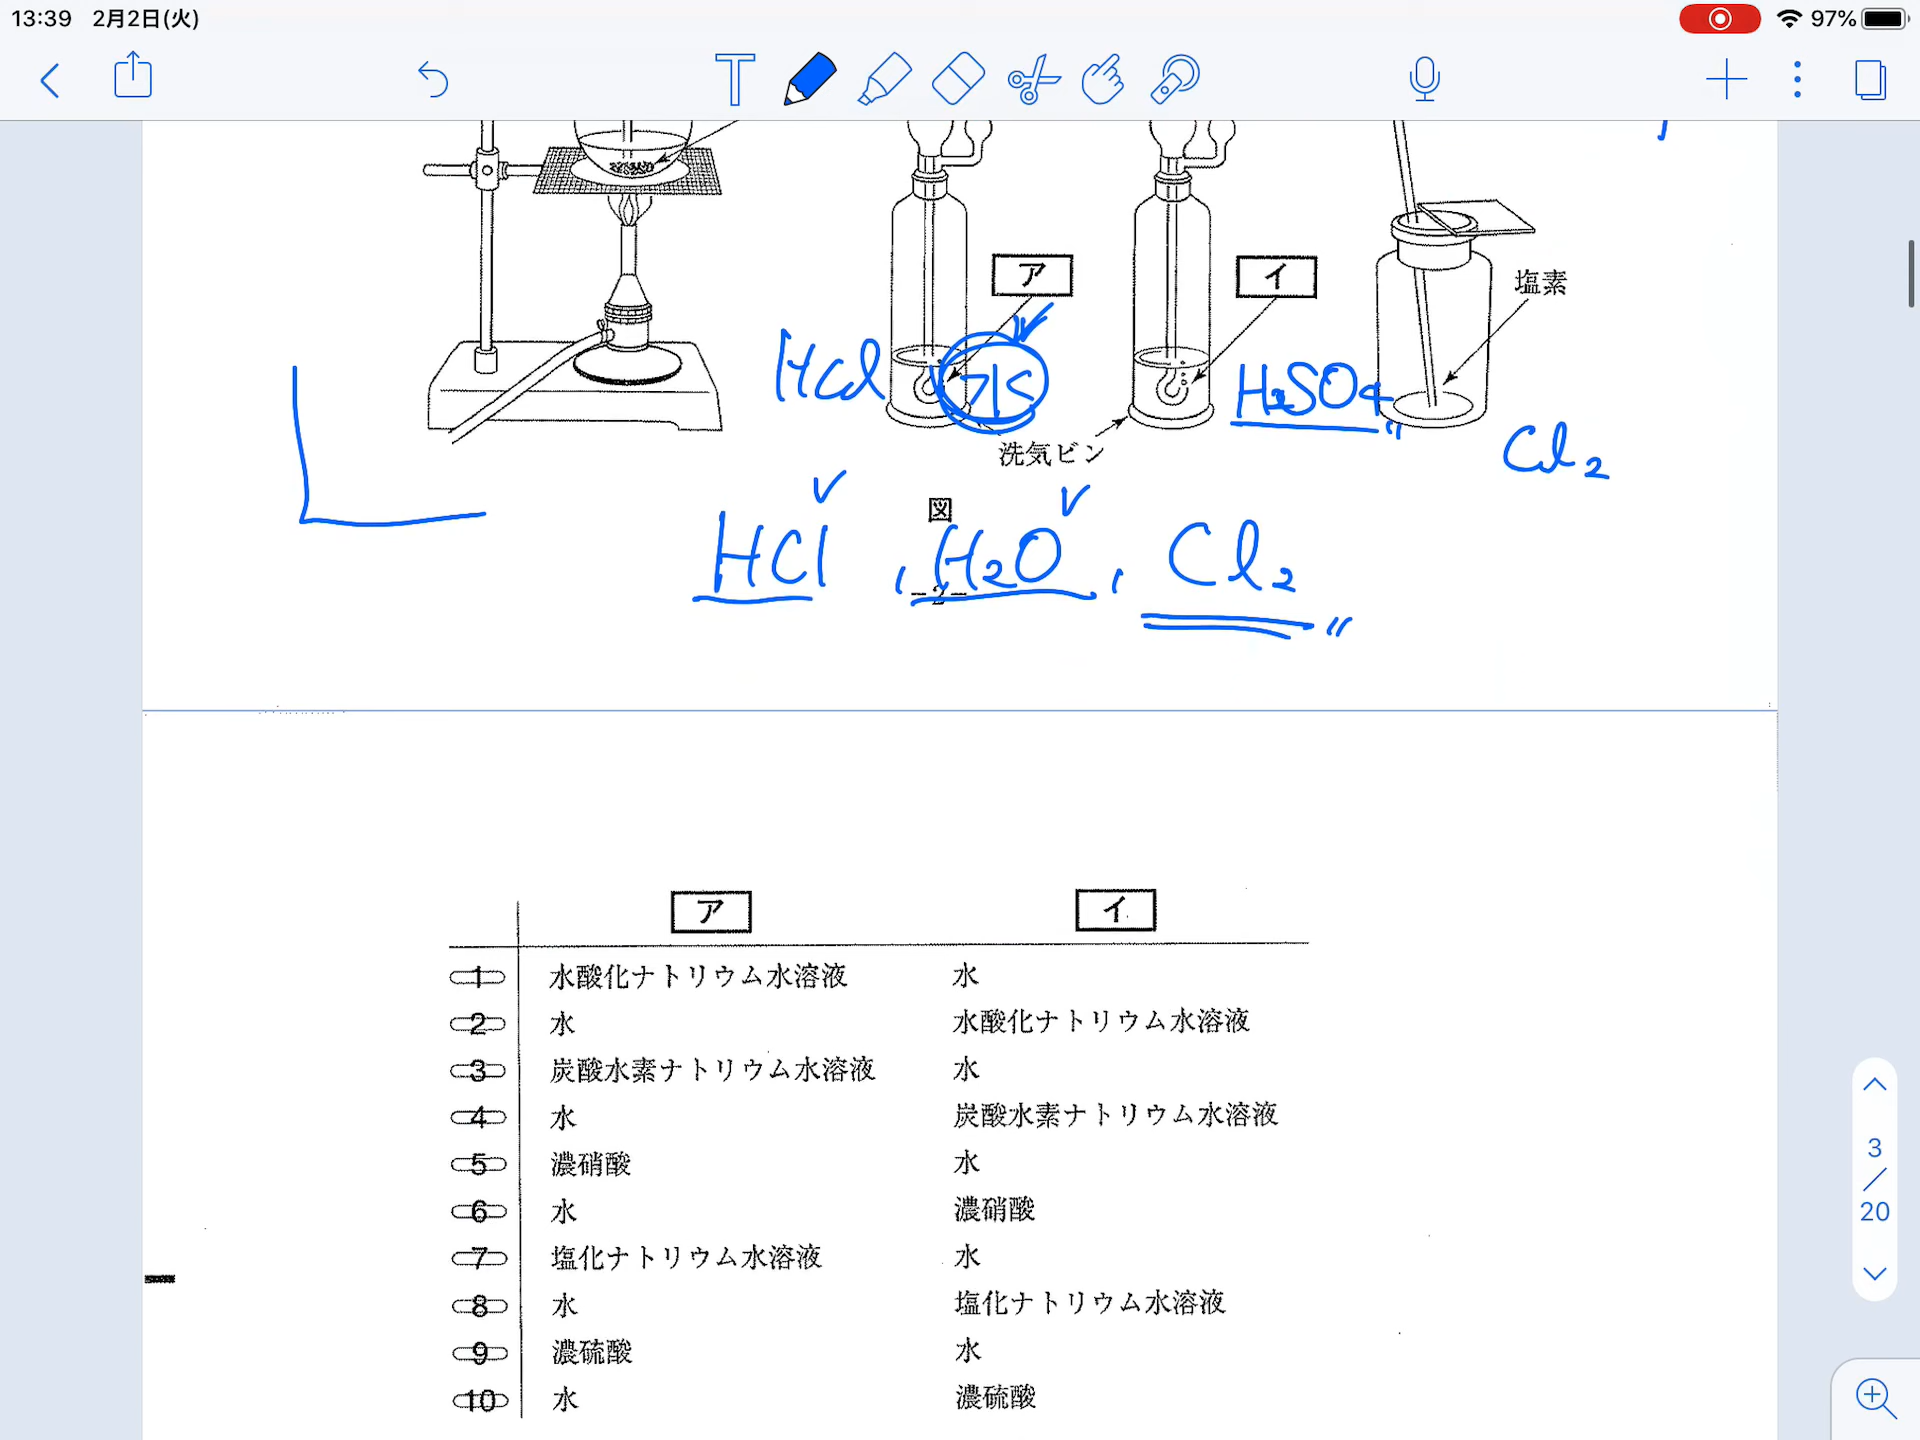 13:39 2月2日(火)
97%
ア
イ
塩素
HCl
水
H₂SO₄
洗気ビン
Cl₂
図
HCl, H₂O, Cl₂
-2-
ア イ
1 水酸化ナトリウム水溶液 水
2 水 水酸化ナトリウム水溶液
3 炭酸水素ナトリウム水溶液 水
4 水 炭酸水素ナトリウム水溶液
5 濃硝酸 水
6 水 濃硝酸
7 塩化ナトリウム水溶液 水
8 水 塩化ナトリウム水溶液
9 濃硫酸 水
10 水 濃硫酸
3
/
20